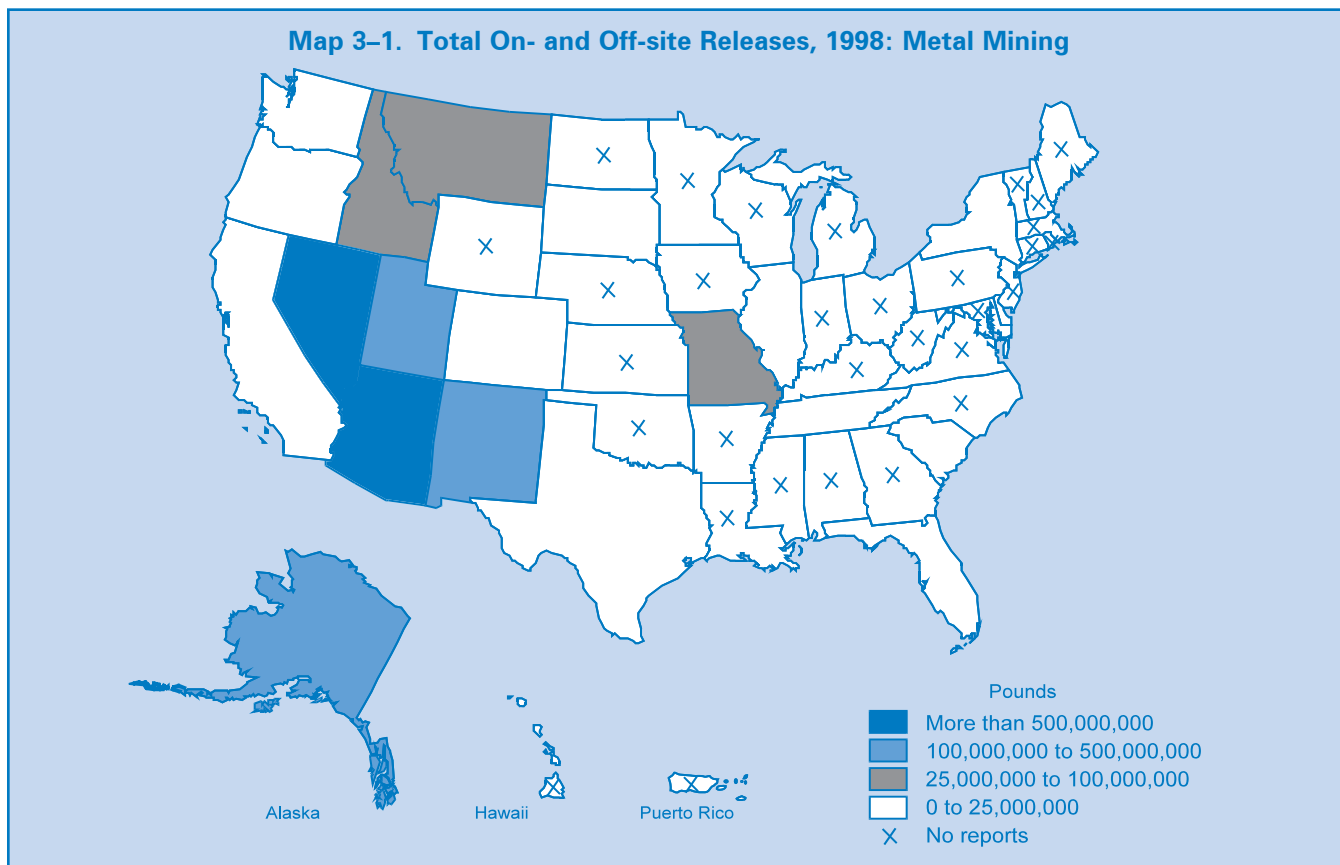 Map 3–1. Total On- and Off-site Releases, 1998: Metal Mining
Alaska
Hawaii
Puerto Rico
Pounds
More than 500,000,000
100,000,000 to 500,000,000
25,000,000 to 100,000,000
0 to 25,000,000
No reports